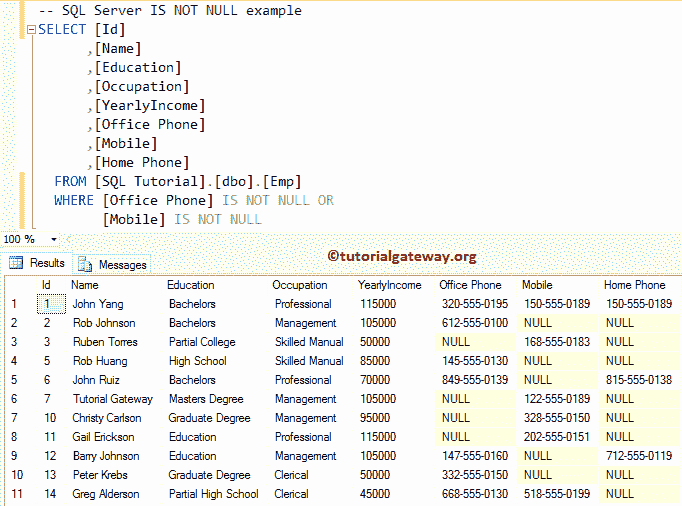 -- SQL Server IS NOT NULL example
SELECT [Id]
,[Name]
,[Education]
,[Occupation]
,[YearlyIncome]
,[Office Phone]
,[Mobile]
,[Home Phone]
FROM [SQL Tutorial].[dbo].[Emp]
WHERE [Office Phone] IS NOT NULL OR
[Mobile] IS NOT NULL
100 %
©tutorialgateway.org
Results Messages
Id Name Education Occupation YearlyIncome Office Phone Mobile Home Phone
1 1 John Yang Bachelors Professional 115000 320-555-0195 150-555-0189 150-555-0189
2 2 Rob Johnson Bachelors Management 105000 612-555-0100 NULL NULL
3 3 Ruben Torres Partial College Skilled Manual 50000 NULL 168-555-0183 NULL
4 5 Rob Huang High School Skilled Manual 85000 145-555-0130 NULL NULL
5 6 John Ruiz Bachelors Professional 70000 849-555-0139 NULL 815-555-0138
6 7 Tutorial Gateway Masters Degree Management 105000 NULL 122-555-0189 NULL
7 10 Christy Carlson Graduate Degree Management 95000 NULL 328-555-0150 NULL
8 11 Gail Erickson Education Professional 115000 NULL 202-555-0151 NULL
9 12 Barry Johnson Education Management 105000 147-555-0160 NULL 712-555-0119
10 13 Peter Krebs Graduate Degree Clerical 50000 332-555-0150 NULL NULL
11 14 Greg Alderson Partial High School Clerical 45000 668-555-0130 518-555-0199 NULL